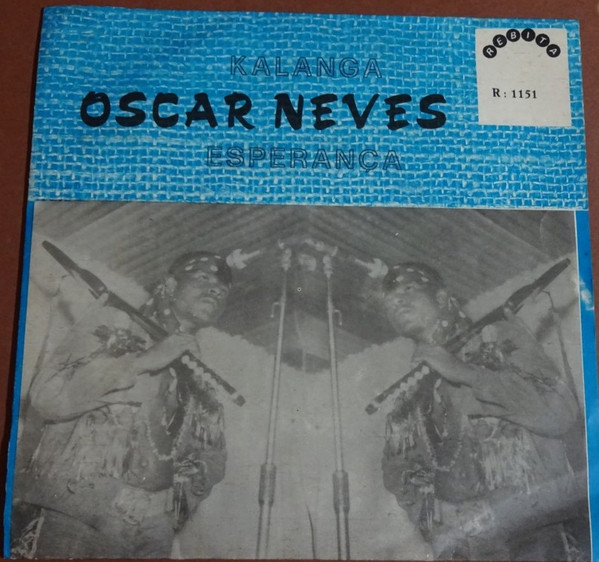 KALANGA
OSCAR NEVES
ESPERANÇA
REBITA
R: 1151